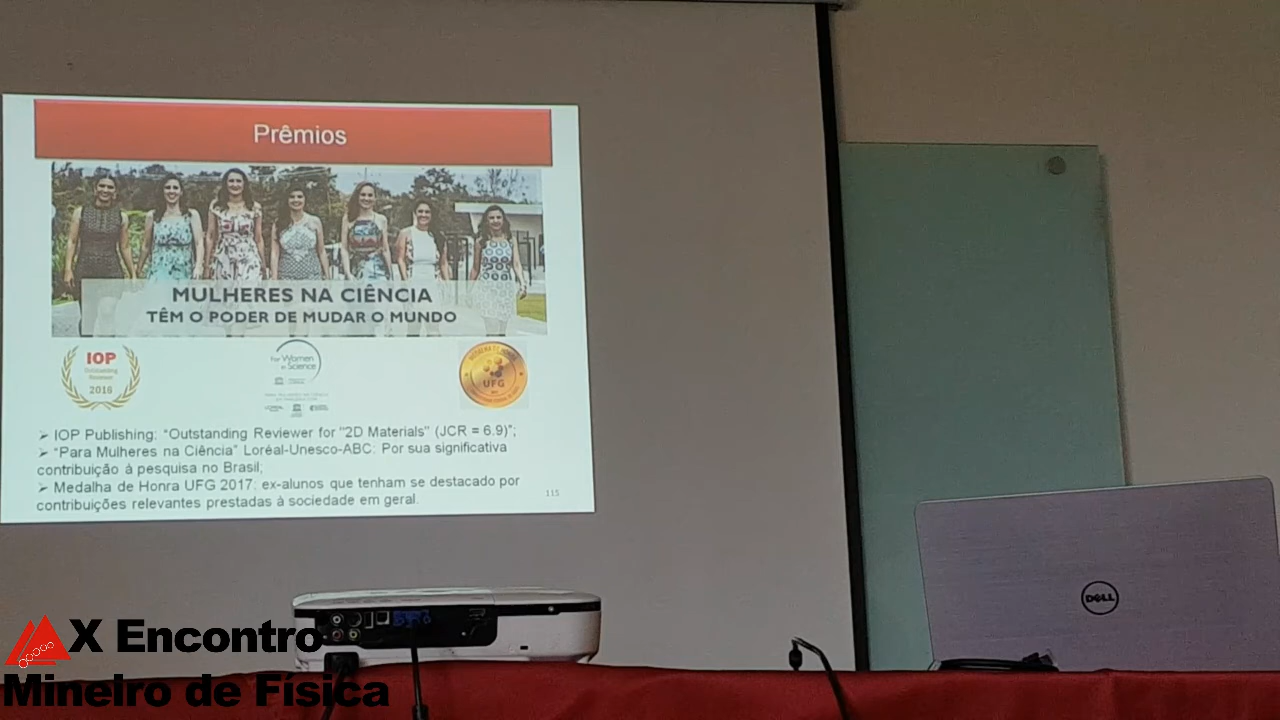 Prêmios
MULHERES NA CIÊNCIA
TÊM O PODER DE MUDAR O MUNDO
IOP
Outstanding
Reviewer
2016
For Women
in Science
UFG
➢ IOP Publishing: “Outstanding Reviewer for "2D Materials" (JCR = 6.9)”;
➢ “Para Mulheres na Ciência” Loréal-Unesco-ABC: Por sua significativa
contribuição à pesquisa no Brasil;
➢ Medalha de Honra UFG 2017: ex-alunos que tenham se destacado por
contribuições relevantes prestadas à sociedade em geral.
115
DELL
X Encontro
Mineiro de Física